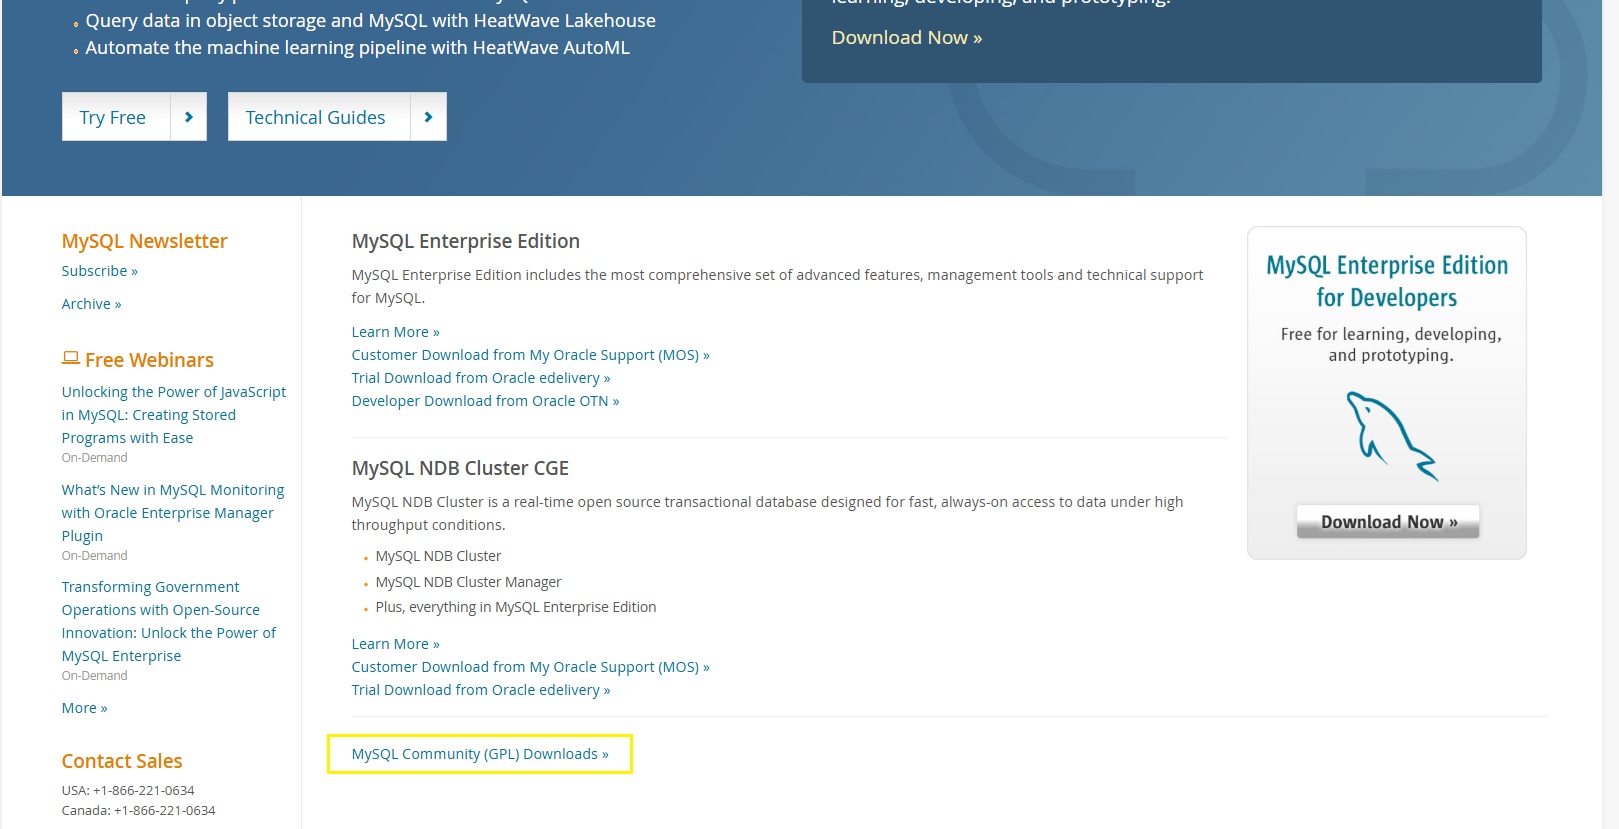 Query data in object storage and MySQL with HeatWave Lakehouse
Automate the machine learning pipeline with HeatWave AutoML
Download Now »
Try Free
Technical Guides
MySQL Newsletter
Subscribe »
Archive »
Free Webinars
Unlocking the Power of JavaScript
in MySQL: Creating Stored
Programs with Ease
On-Demand
What's New in MySQL Monitoring
with Oracle Enterprise Manager
Plugin
On-Demand
Transforming Government
Operations with Open-Source
Innovation: Unlock the Power of
MySQL Enterprise
On-Demand
More »
Contact Sales
USA: +1-866-221-0634
Canada: +1-866-221-0634
MySQL Enterprise Edition
MySQL Enterprise Edition includes the most comprehensive set of advanced features, management tools and technical support
for MySQL.
Learn More »
Customer Download from My Oracle Support (MOS) »
Trial Download from Oracle edelivery »
Developer Download from Oracle OTN »
MySQL NDB Cluster CGE
MySQL NDB Cluster is a real-time open source transactional database designed for fast, always-on access to data under high
throughput conditions.
MySQL NDB Cluster
MySQL NDB Cluster Manager
Plus, everything in MySQL Enterprise Edition
Learn More »
Customer Download from My Oracle Support (MOS) »
Trial Download from Oracle edelivery »
MySQL Community (GPL) Downloads »
MySQL Enterprise Edition
for Developers
Free for learning, developing,
and prototyping.
Download Now »